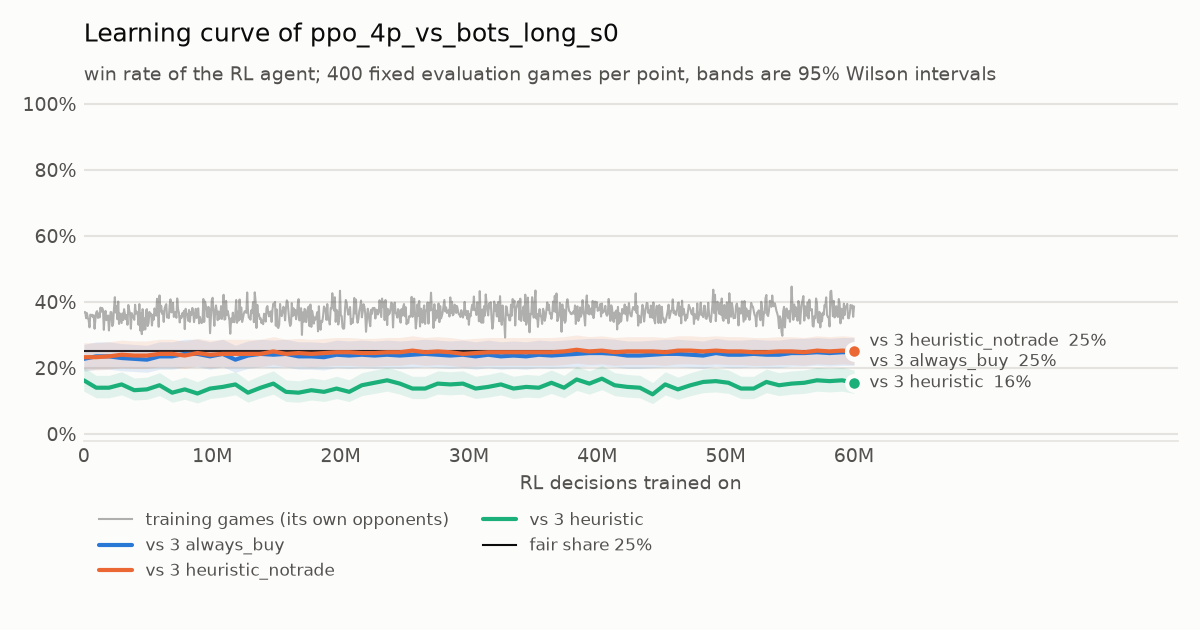 Learning curve of ppo_4p_vs_bots_long_s0
win rate of the RL agent; 400 fixed evaluation games per point, bands are 95% Wilson intervals
100%
80%
60%
40%
20%
0%
vs 3 heuristic_notrade 25%
vs 3 always_buy 25%
vs 3 heuristic 16%
0 10M 20M 30M 40M 50M 60M
RL decisions trained on
training games (its own opponents)
vs 3 always_buy
vs 3 heuristic_notrade
vs 3 heuristic
fair share 25%